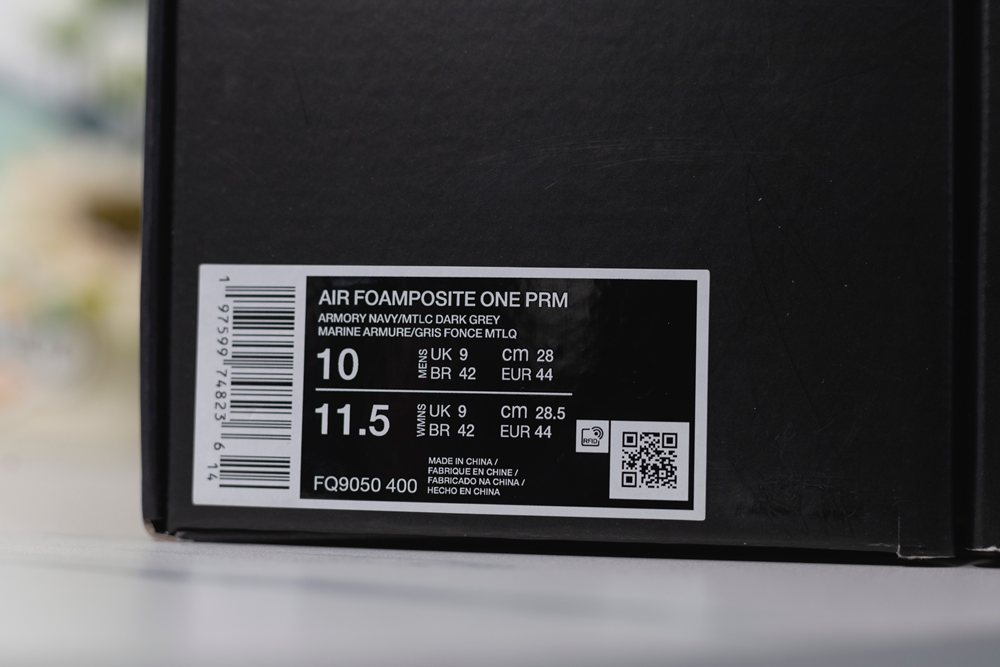 1 97599 74823 6 14
AIR FOAMPOSITE ONE PRM
ARMORY NAVY/MTLC DARK GREY
MARINE ARMURE/GRIS FONCE MTLQ
10 MENS UK 9 cm 28
BR 42 EUR 44
11.5 WMNS UK 9 cm 28.5
BR 42 EUR 44
RFID
MADE IN CHINA /
FABRIQUE EN CHINE /
FABRICADO NA CHINA /
FQ9050 400 HECHO EN CHINA